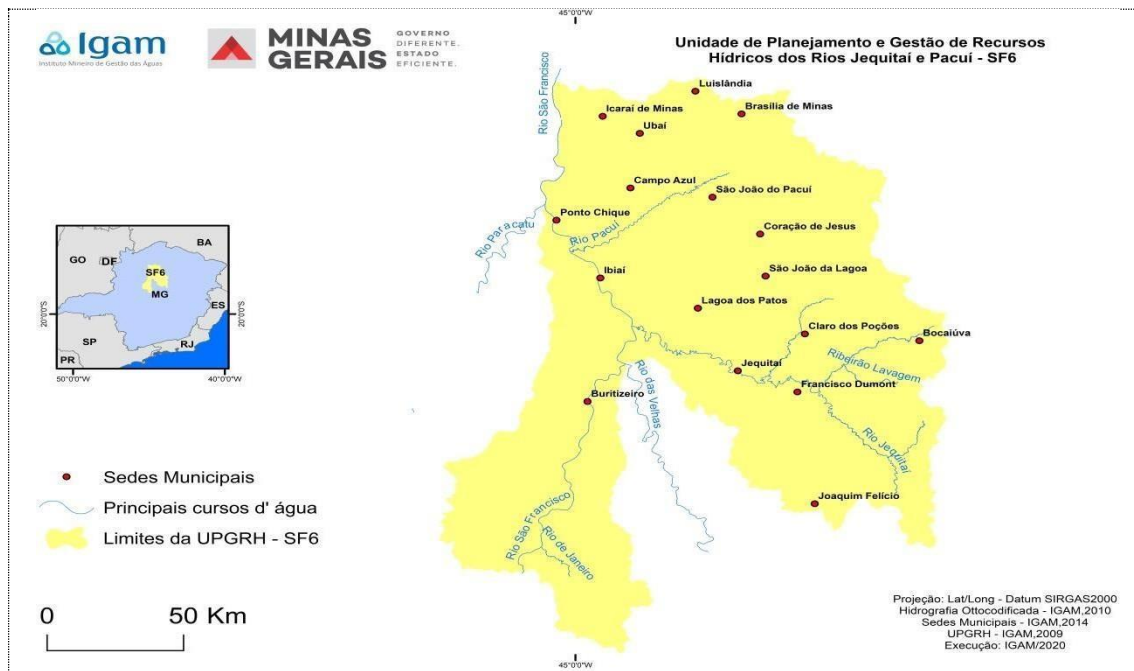 45°0'0"W
Igam
Instituto Mineiro de Gestão das Águas
MINAS
GERAIS
GOVERNO
DIFERENTE.
ESTADO
EFICIENTE.
Unidade de Planejamento e Gestão de Recursos
Hídricos dos Rios Jequitaí e Pacuí - SF6
Luislândia
Icaraí de Minas
Brasília de Minas
Ubaí
Rio São Francisco
Campo Azul
São João do Pacuí
Ponto Chique
Rio Paracatu
Rio Pacuí
Coração de Jesus
Ibiaí
São João da Lagoa
Lagoa dos Patos
Claro dos Poções
Bocaiúva
Ribeirão Lavagem
Jequitaí
Francisco Dumont
Rio das Velhas
Buritizeiro
Rio Jequitaí
Joaquim Felício
Rio São Francisco
Rio de Janeiro
BA
GO
DF
SF6
MG
ES
SP
RJ
PR
20°0'0"S
20°0'0"S
50°0'0"W
40°0'0"W
Sedes Municipais
Principais cursos d' água
Limites da UPGRH - SF6
0 50 Km
Projeção: Lat/Long - Datum SIRGAS2000
Hidrografia Ottocodificada - IGAM,2010
Sedes Municipais - IGAM,2014
UPGRH - IGAM,2009
Execução: IGAM/2020
45°0'0"W